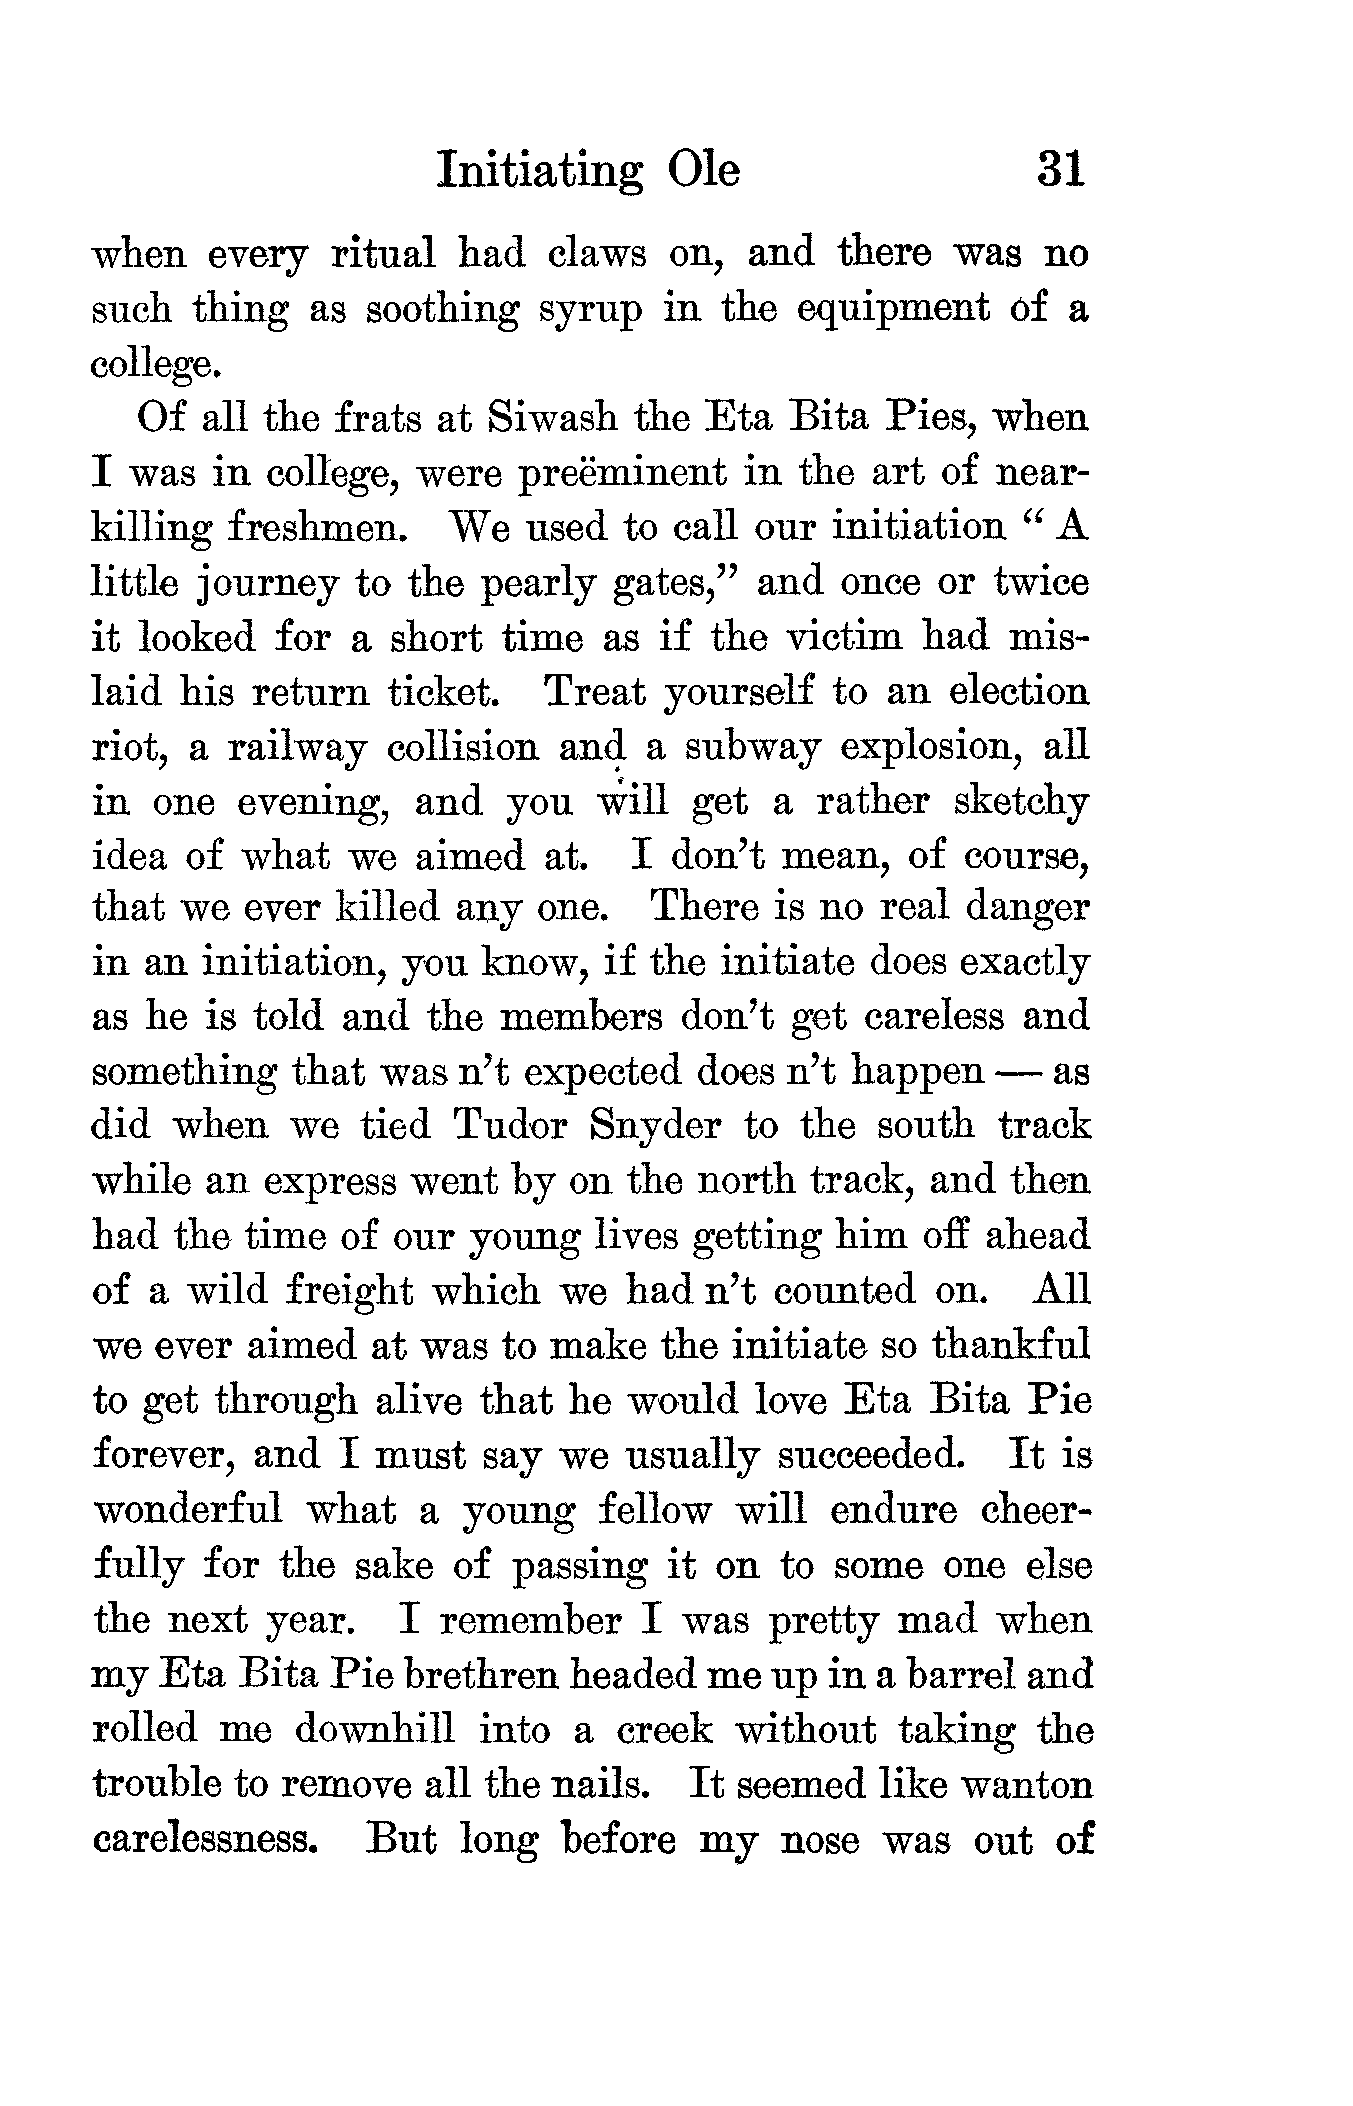 Initiating Ole 31
when every ritual had claws on, and there was no
such thing as soothing syrup in the equipment of a
college.
Of all the frats at Siwash the Eta Bita Pies, when
I was in college, were preëminent in the art of near-
killing freshmen. We used to call our initiation “ A
little journey to the pearly gates,” and once or twice
it looked for a short time as if the victim had mis-
laid his return ticket. Treat yourself to an election
riot, a railway collision and a subway explosion, all
in one evening, and you will get a rather sketchy
idea of what we aimed at. I don’t mean, of course,
that we ever killed any one. There is no real danger
in an initiation, you know, if the initiate does exactly
as he is told and the members don’t get careless and
something that was n’t expected does n’t happen — as
did when we tied Tudor Snyder to the south track
while an express went by on the north track, and then
had the time of our young lives getting him off ahead
of a wild freight which we had n’t counted on. All
we ever aimed at was to make the initiate so thankful
to get through alive that he would love Eta Bita Pie
forever, and I must say we usually succeeded. It is
wonderful what a young fellow will endure cheer-
fully for the sake of passing it on to some one else
the next year. I remember I was pretty mad when
my Eta Bita Pie brethren headed me up in a barrel and
rolled me downhill into a creek without taking the
trouble to remove all the nails. It seemed like wanton
carelessness. But long before my nose was out of